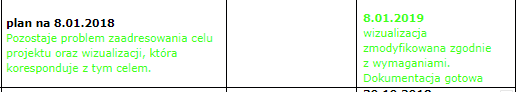 plan na 8.01.2018
Pozostaje problem zaadresowania celu
projektu oraz wizualizacji, która
koresponduje z tym celem.
8.01.2019
wizualizacja
zmodyfikowana zgodnie
z wymaganiami.
Dokumentacja gotowa